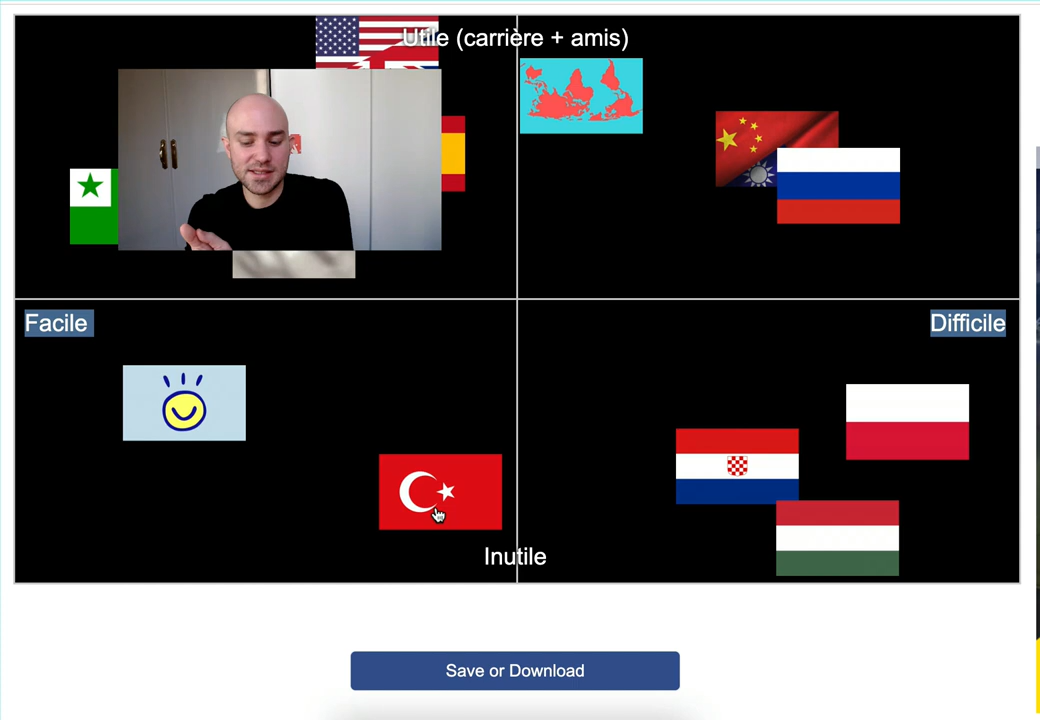 Utile (carrière + amis)
Facile
Difficile
Inutile
Save or Download